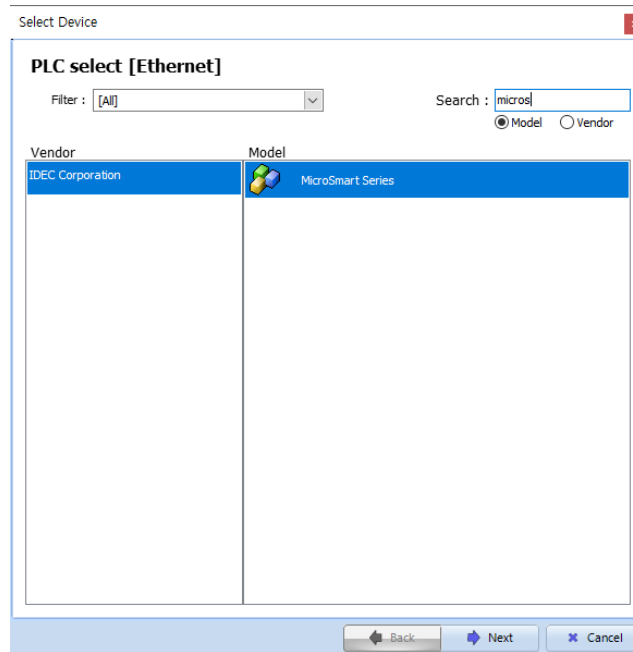 Select Device
PLC select [Ethernet]
Filter : [All]
Search : micros
Model Vendor
Vendor Model
IDEC Corporation MicroSmart Series
Back Next Cancel